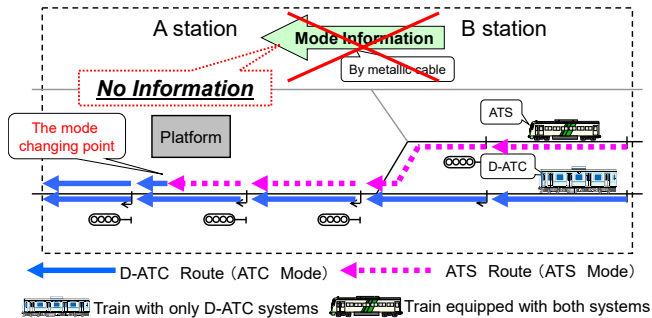 A station
Mode Information
B station
By metallic cable
No Information
The mode
changing point
Platform
ATS
D-ATC
D-ATC Route (ATC Mode)
ATS Route (ATS Mode)
Train with only D-ATC systems
Train equipped with both systems